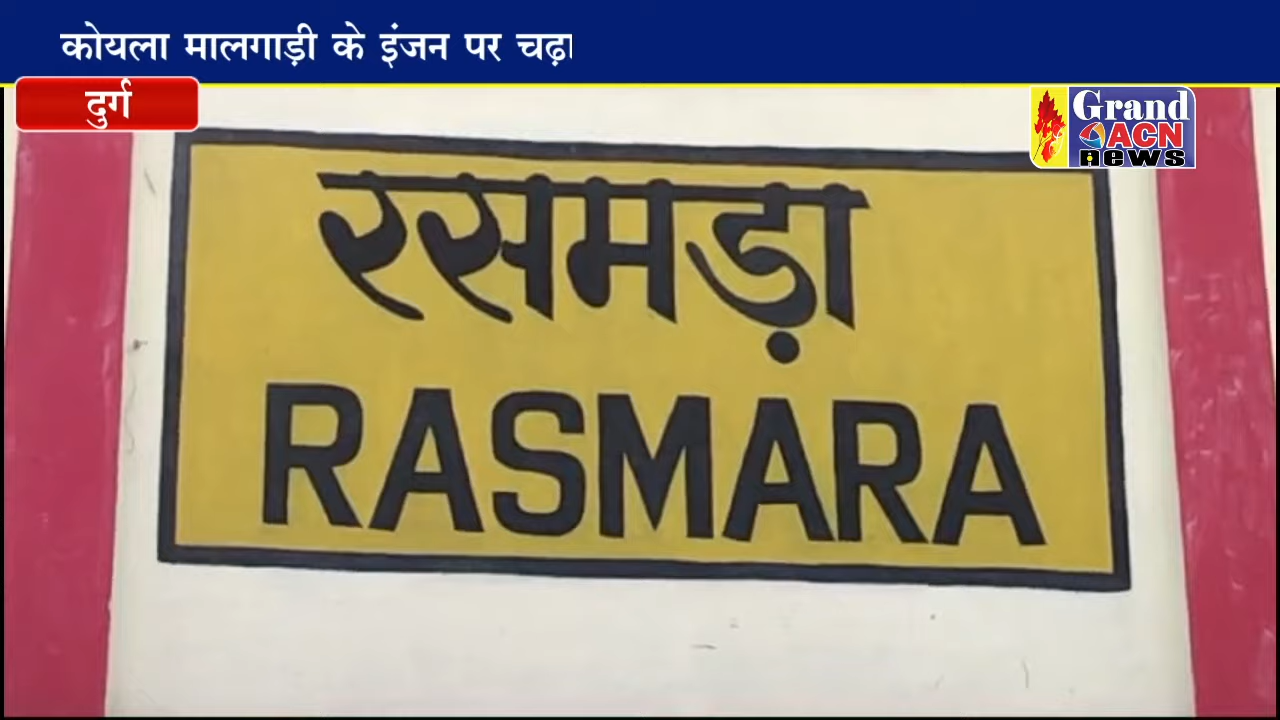 कोयला मालगाड़ी के इंजन पर चढ़ा
दुर्ग
Grand
ACN
news
रसमड़ा
RASMARA